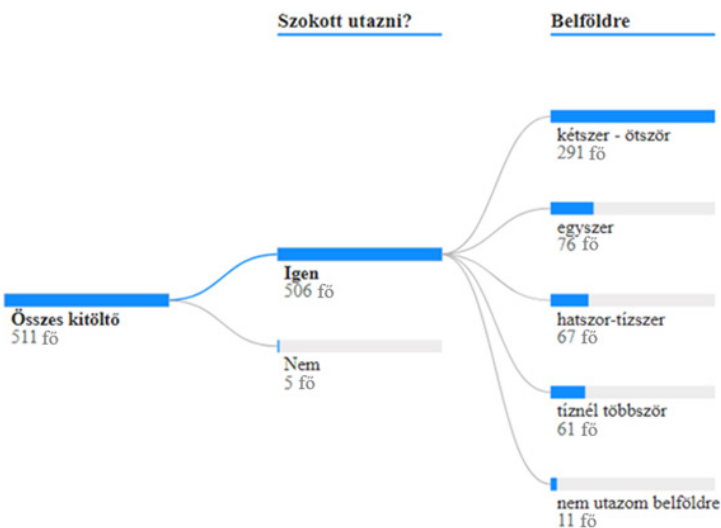 Szokott utazni?
Belföldre
kétszer - ötször
291 fő
egyszer
76 fő
Igen
506 fő
Összes kitöltő
511 fő
hatszor-tízszer
67 fő
Nem
5 fő
tíznél többször
61 fő
nem utazom belföldre
11 fő